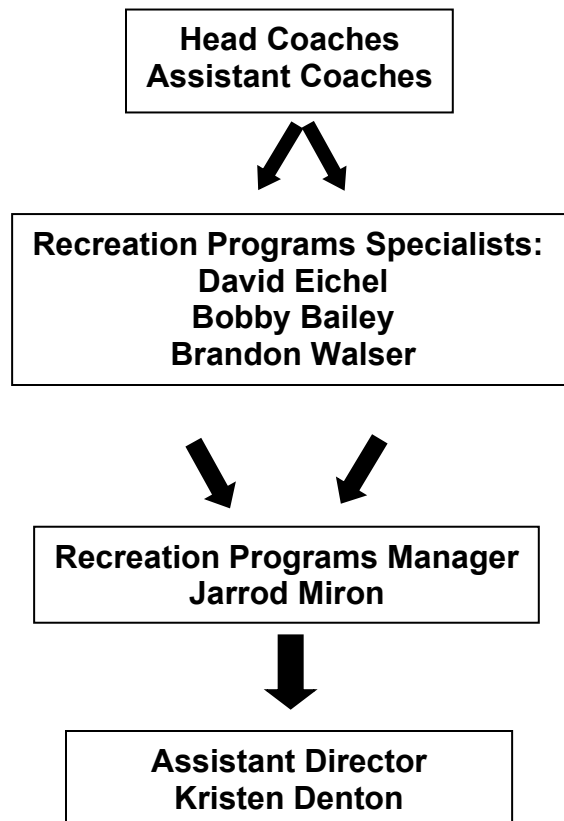 Head Coaches
Assistant Coaches
Recreation Programs Specialists:
David Eichel
Bobby Bailey
Brandon Walser
Recreation Programs Manager
Jarrod Miron
Assistant Director
Kristen Denton